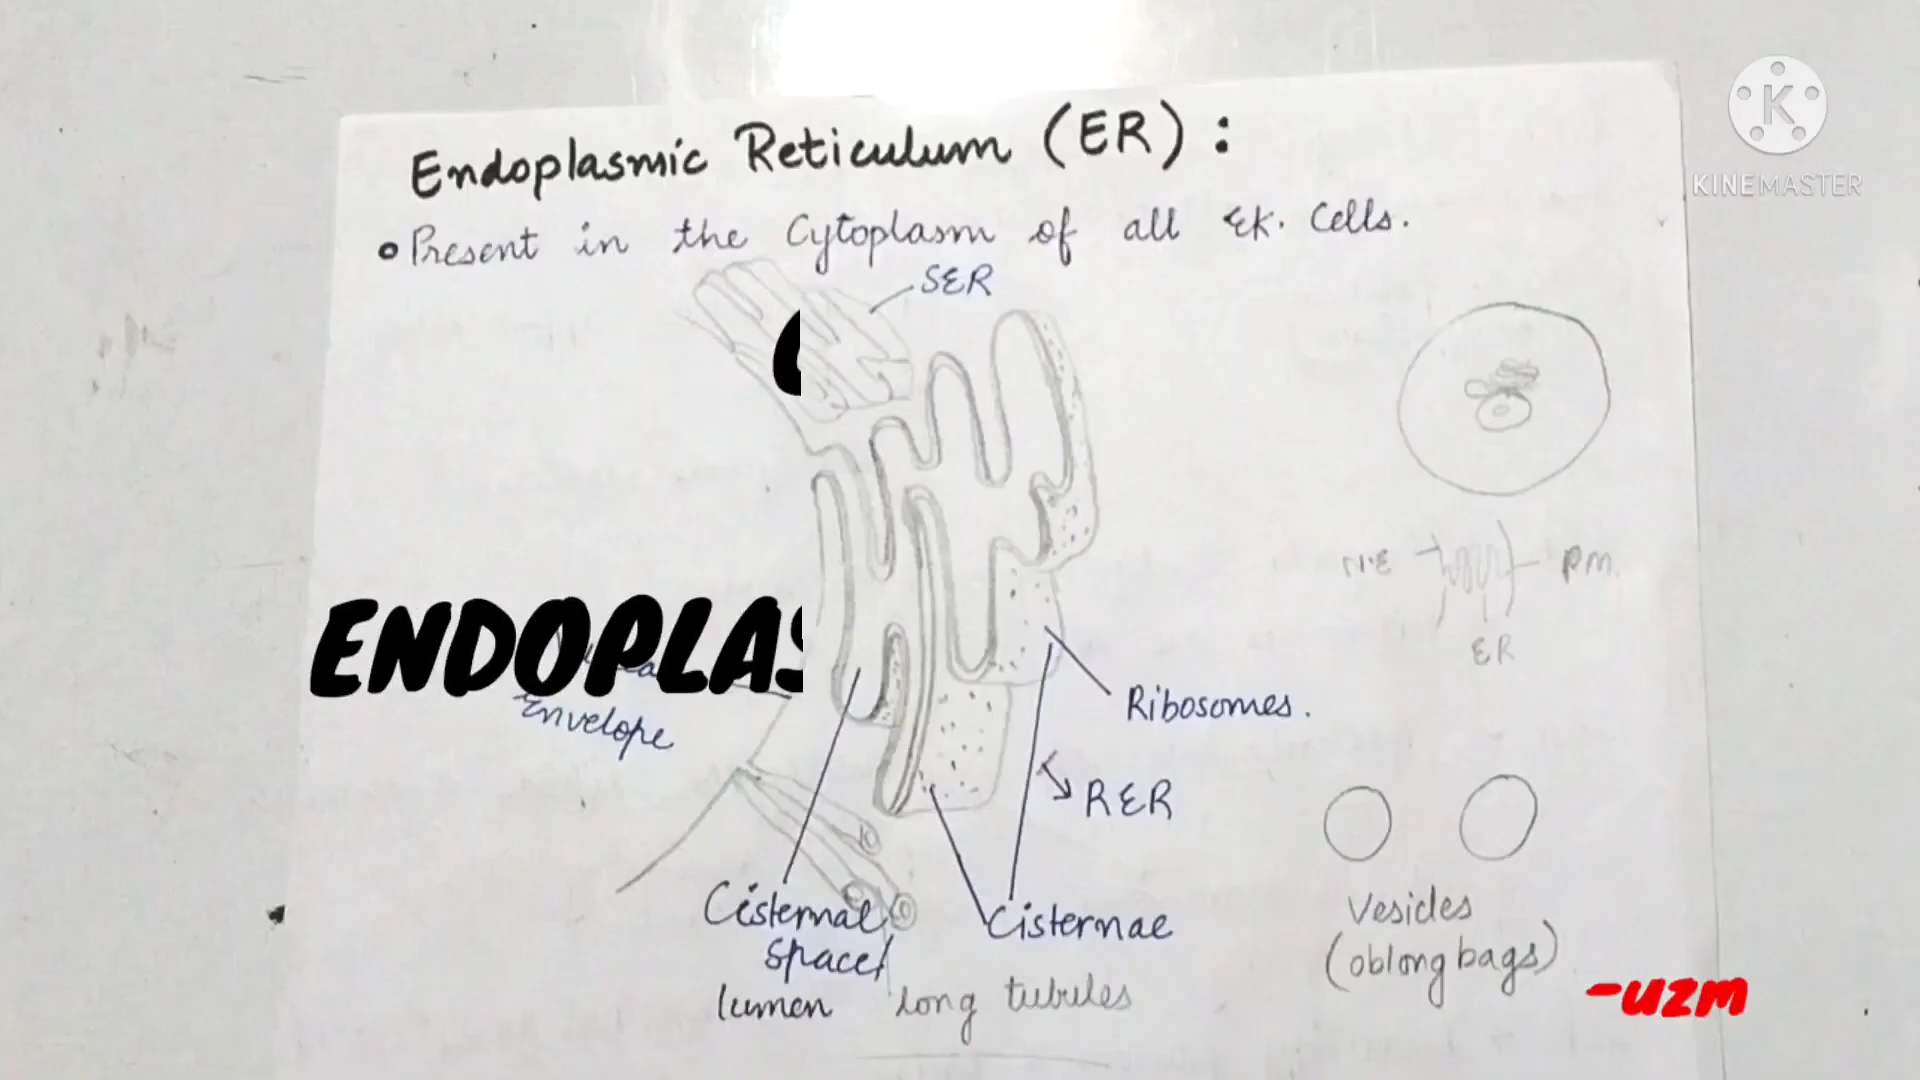 Endoplasmic Reticulum (ER) :
• Present in the Cytoplasm of all EK. Cells.
KINEMASTER
SER
N.E
P.M.
ER
ENDOPLAS
Envelope
Ribosomes.
RER
Cisternal
Space/
lumen
Cisternae
long tubules
Vesicles
(oblong bags)
-uzm